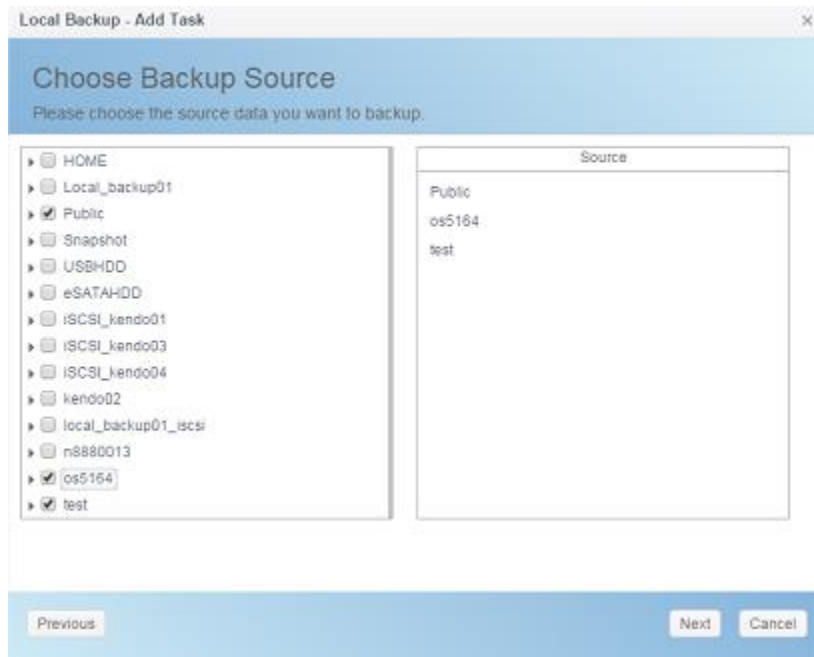 Local Backup - Add Task
Choose Backup Source
Please choose the source data you want to backup.
HOME
Local_backup01
Public
Snapshot
USBHDD
eSATAHDD
iSCSI_kendo01
iSCSI_kendo03
iSCSI_kendo04
kendo02
local_backup01_iscsi
n8880013
os5164
test
Source
Public
os5164
test
Previous
Next
Cancel